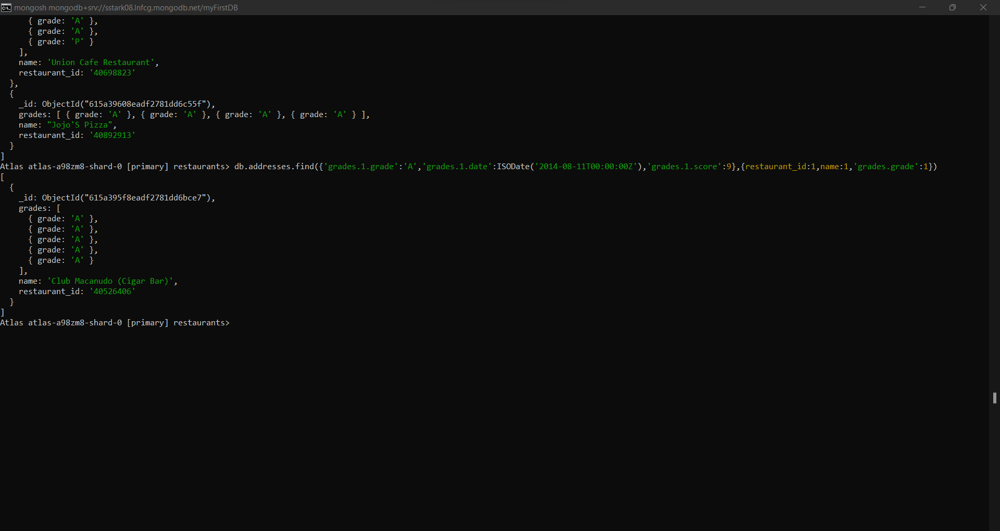 mongosh mongodb+srv://sstark08.lnfcg.mongodb.net/myFirstDB
      { grade: 'A' },
      { grade: 'A' },
      { grade: 'P' }
    ],
    name: 'Union Cafe Restaurant',
    restaurant_id: '40698823'
  },
  {
    _id: ObjectId("615a39608eadf2781dd6c55f"),
    grades: [ { grade: 'A' }, { grade: 'A' }, { grade: 'A' }, { grade: 'A' } ],
    name: "Jojo'S Pizza",
    restaurant_id: '40892913'
  }
]
Atlas atlas-a98zm8-shard-0 [primary] restaurants> db.addresses.find({'grades.1.grade':'A','grades.1.date':ISODate('2014-08-11T00:00:00Z'),'grades.1.score':9},{restaurant_id:1,name:1,'grades.grade':1})
[
  {
    _id: ObjectId("615a395f8eadf2781dd6bce7"),
    grades: [
      { grade: 'A' },
      { grade: 'A' },
      { grade: 'A' },
      { grade: 'A' },
      { grade: 'A' }
    ],
    name: 'Club Macanudo (Cigar Bar)',
    restaurant_id: '40526406'
  }
]
Atlas atlas-a98zm8-shard-0 [primary] restaurants>